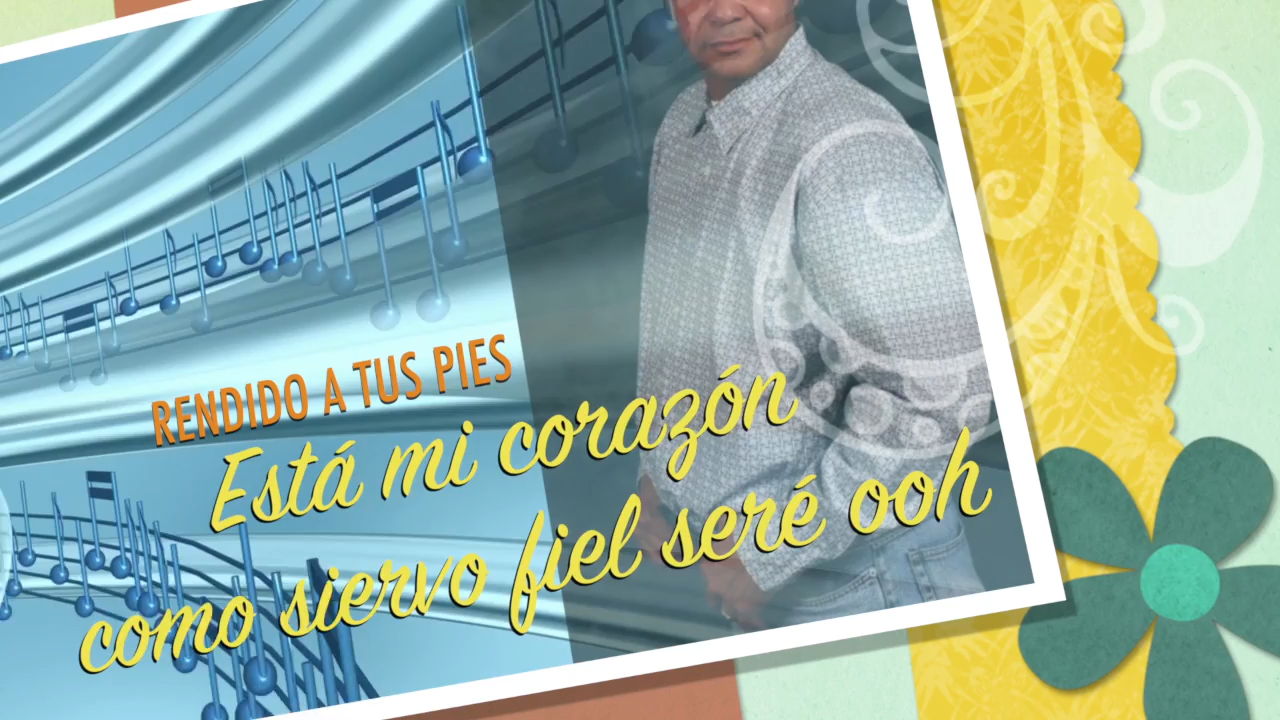 RENDIDO A TUS PIES
Está mi corazón
como siervo fiel seré ooh